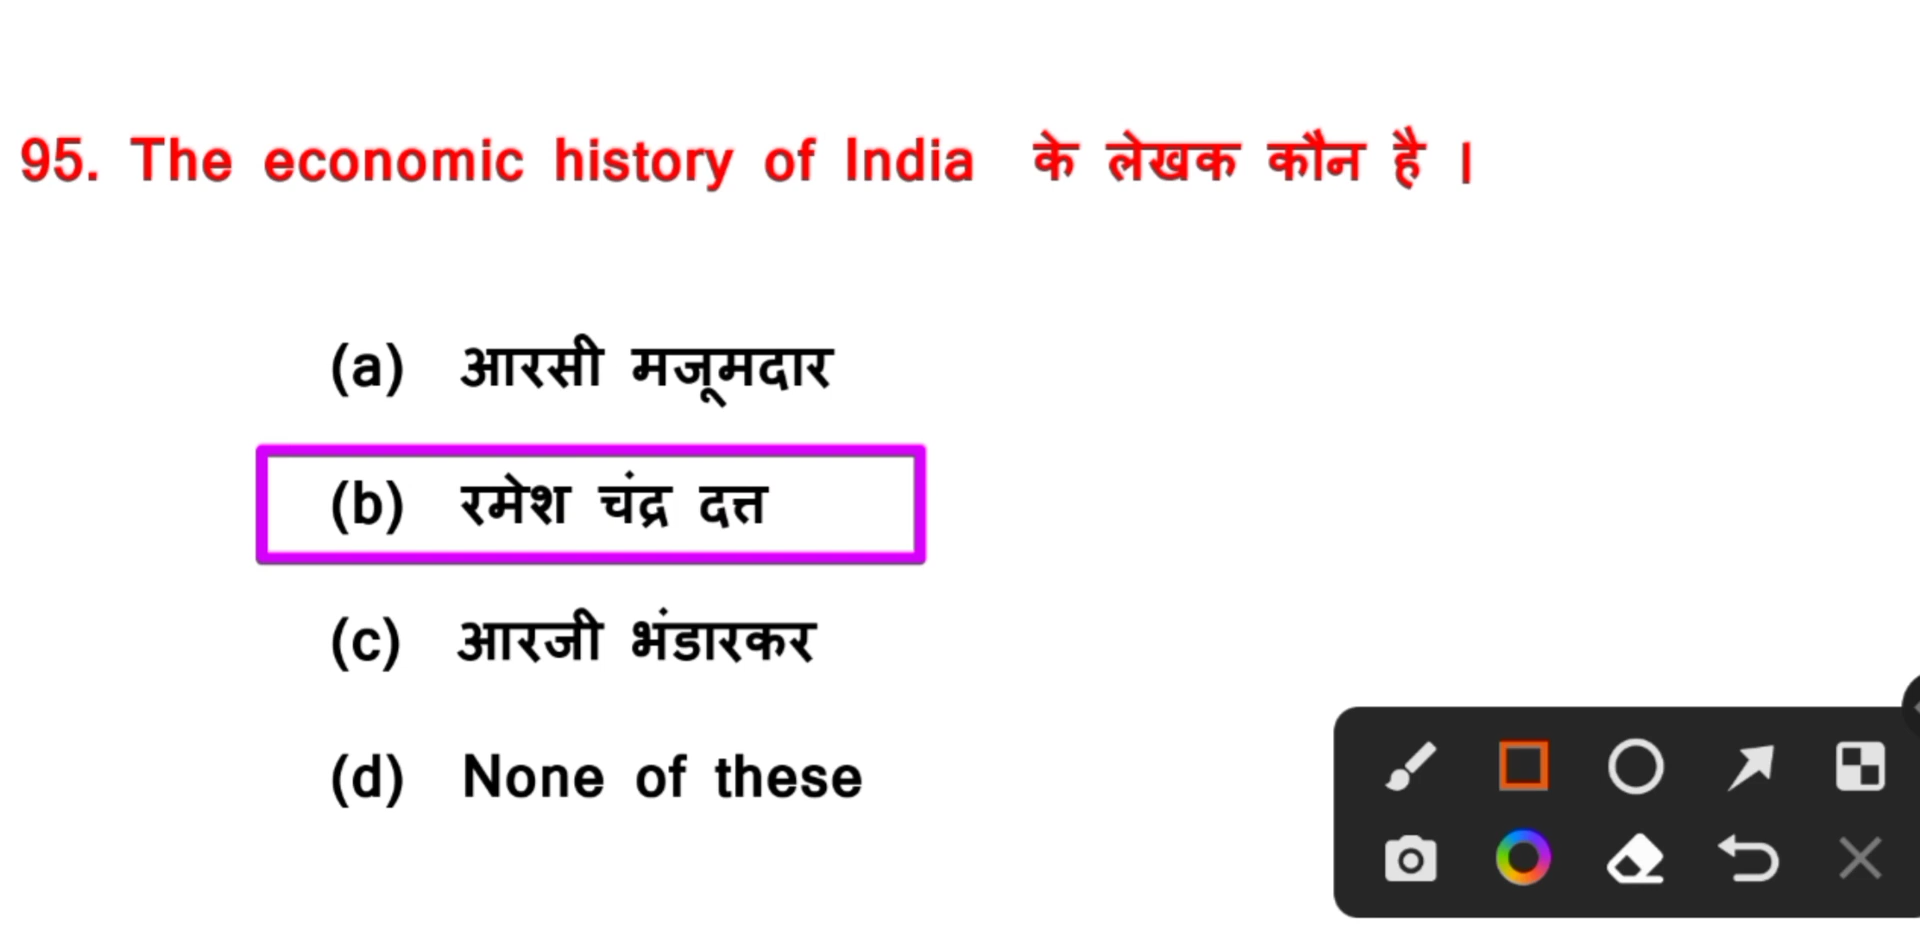 95. The economic history of India के लेखक कौन है ।
(a) आरसी मजूमदार
(b) रमेश चंद्र दत्त
(c) आरजी भंडारकर
(d) None of these